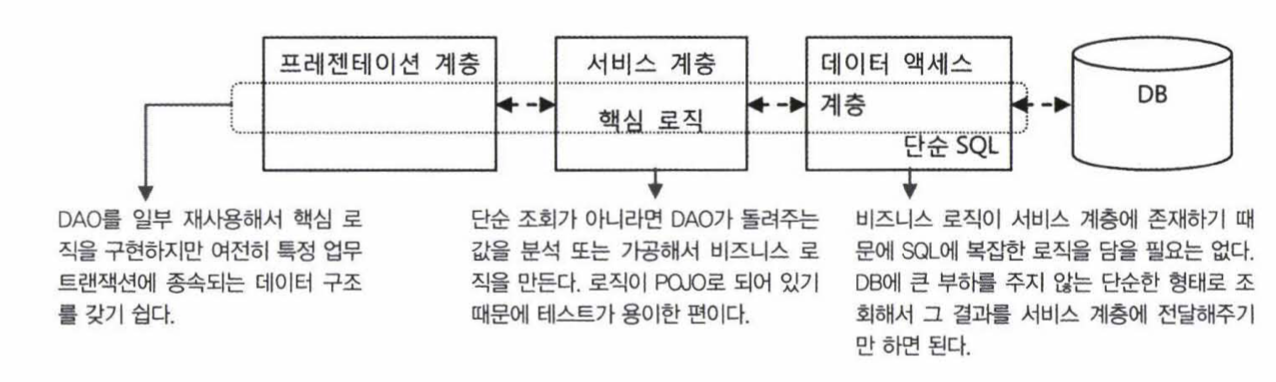 프레젠테이션 계층
서비스 계층
핵심 로직
데이터 액세스
계층
단순 SQL
DB
DAO를 일부 재사용해서 핵심 로
직을 구현하지만 여전히 특정 업무
트랜잭션에 종속되는 데이터 구조
를 갖기 쉽다.
단순 조회가 아니라면 DAO가 돌려주는
값을 분석 또는 가공해서 비즈니스 로
직을 만든다. 로직이 POJO로 되어 있기
때문에 테스트가 용이한 편이다.
비즈니스 로직이 서비스 계층에 존재하기 때
문에 SQL에 복잡한 로직을 담을 필요는 없다.
DB에 큰 부하를 주지 않는 단순한 형태로 조
회해서 그 결과를 서비스 계층에 전달해주기
만 하면 된다.